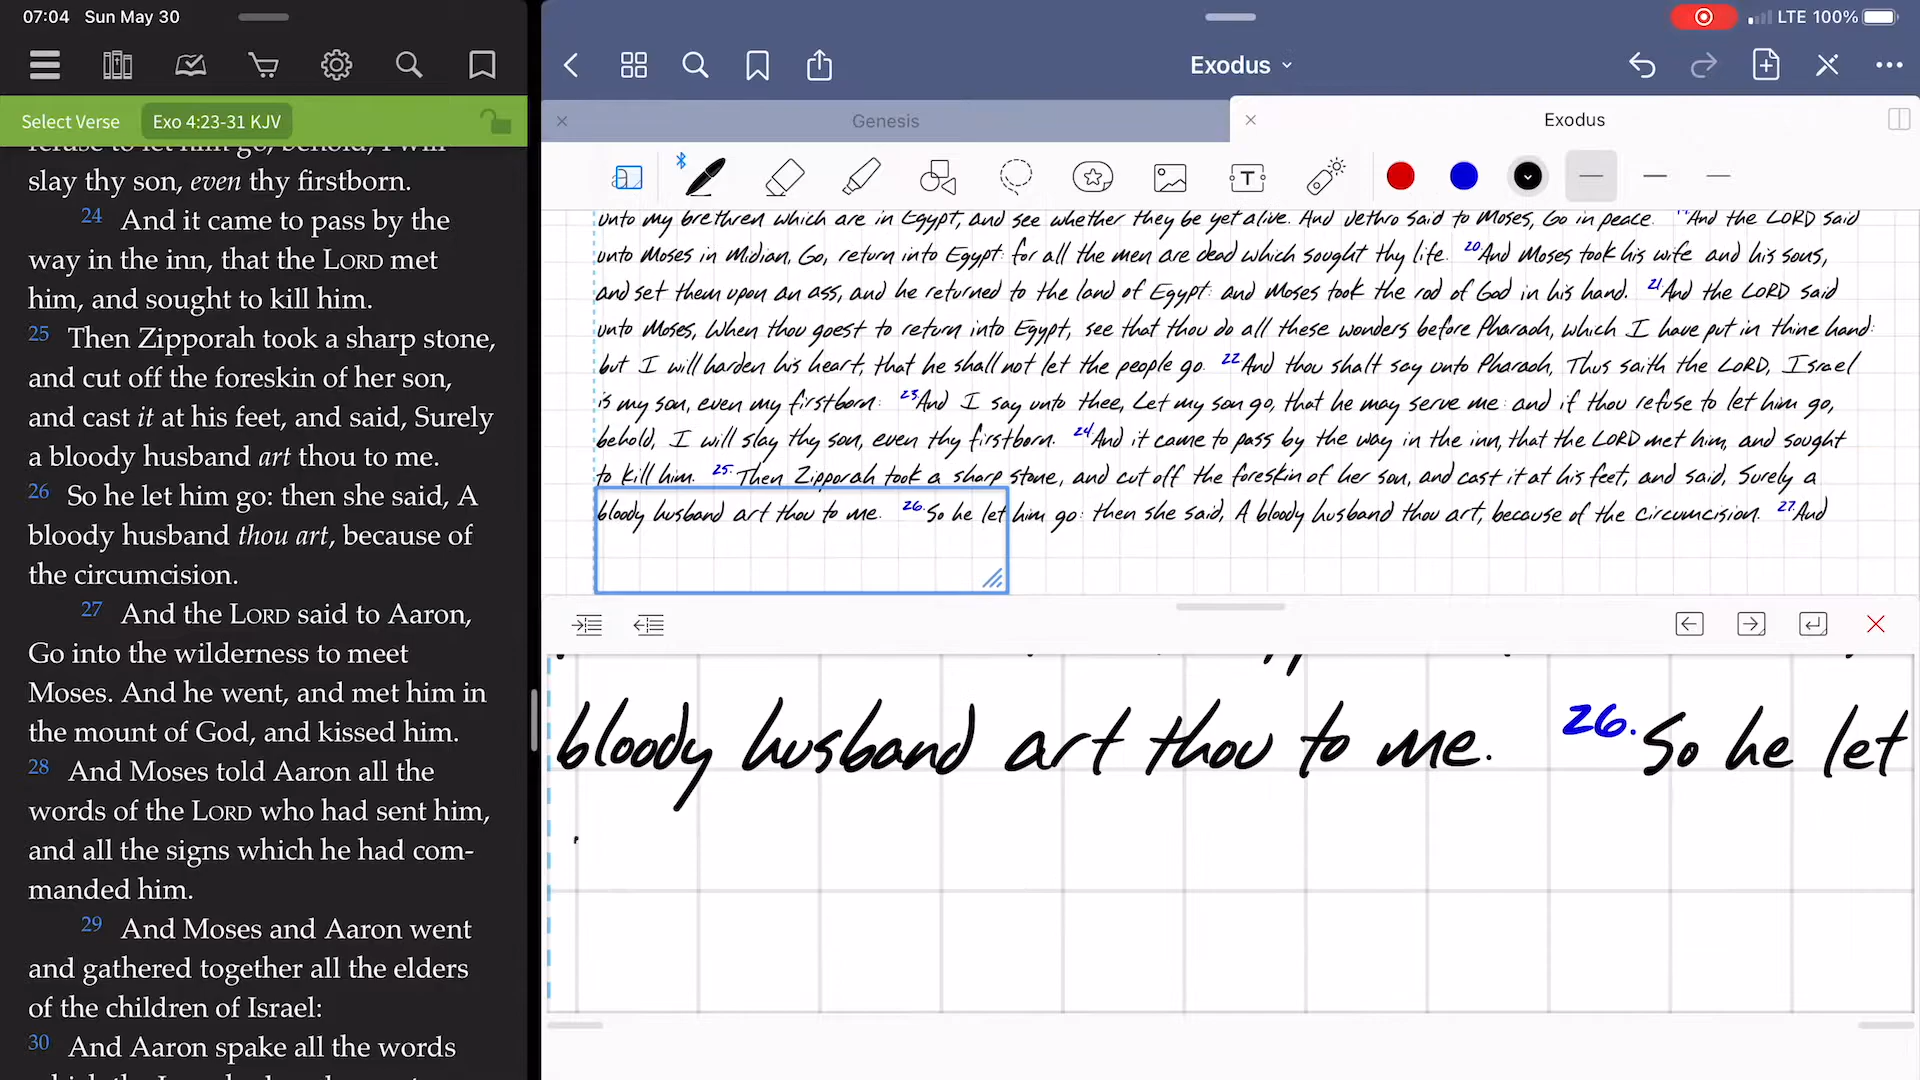 07:04 Sun May 30
LTE 100%
Exodus
Select Verse Exo 4:23-31 KJV
Genesis
Exodus
refuse to let him go, behold, I will
slay thy son, even thy firstborn.
24 And it came to pass by the
way in the inn, that the LORD met
him, and sought to kill him.
25 Then Zipporah took a sharp stone,
and cut off the foreskin of her son,
and cast it at his feet, and said, Surely
a bloody husband art thou to me.
26 So he let him go: then she said, A
bloody husband thou art, because of
the circumcision.
27 And the LORD said to Aaron,
Go into the wilderness to meet
Moses. And he went, and met him in
the mount of God, and kissed him.
28 And Moses told Aaron all the
words of the LORD who had sent him,
and all the signs which he had com-
manded him.
29 And Moses and Aaron went
and gathered together all the elders
of the children of Israel:
30 And Aaron spake all the words
unto my brethren which are in Egypt, and see whether they be yet alive. And Jethro said to Moses, Go in peace. And the LORD said
unto Moses in Midian, Go, return into Egypt: for all the men are dead which sought thy life. 20. And Moses took his wife and his sons,
and set them upon an ass, and he returned to the land of Egypt: and Moses took the rod of God in his hand. 21. And the LORD said
unto Moses, When thou goest to return into Egypt, see that thou do all these wonders before Pharaoh, which I have put in thine hand:
but I will harden his heart, that he shall not let the people go. 22. And thou shalt say unto Pharaoh, Thus saith the LORD, Israel
is my son, even my firstborn: 23. And I say unto thee, Let my son go, that he may serve me: and if thou refuse to let him go,
behold, I will slay thy son, even thy firstborn. 24. And it came to pass by the way in the inn, that the LORD met him, and sought
to kill him. 25. Then Zipporah took a sharp stone, and cut off the foreskin of her son, and cast it at his feet, and said, Surely a
bloody husband art thou to me. 26. So he let him go: then she said, A bloody husband thou art, because of the circumcision. 27. And
bloody husband art thou to me. 26. So he let